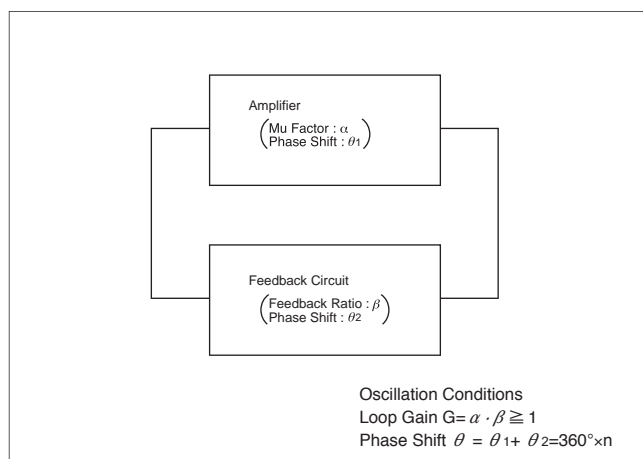 Amplifier
(Mu Factor : α
Phase Shift : θ1)
Feedback Circuit
(Feedback Ratio : β
Phase Shift : θ2)
Oscillation Conditions
Loop Gain G= α · β ≧ 1
Phase Shift θ = θ1+ θ2=360°×n